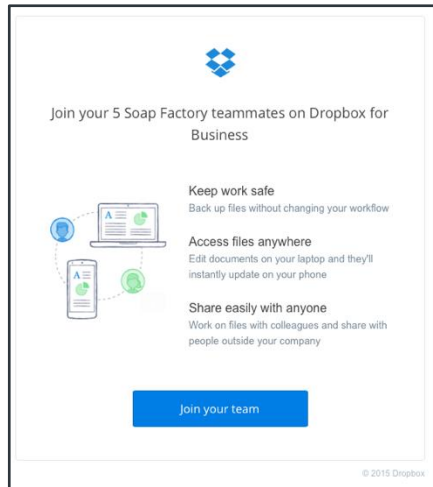 Join your 5 Soap Factory teammates on Dropbox for
Business
Keep work safe
Back up files without changing your workflow
Access files anywhere
Edit documents on your laptop and they'll
instantly update on your phone
Share easily with anyone
Work on files with colleagues and share with
people outside your company
A
A
Join your team
© 2015 Dropbox